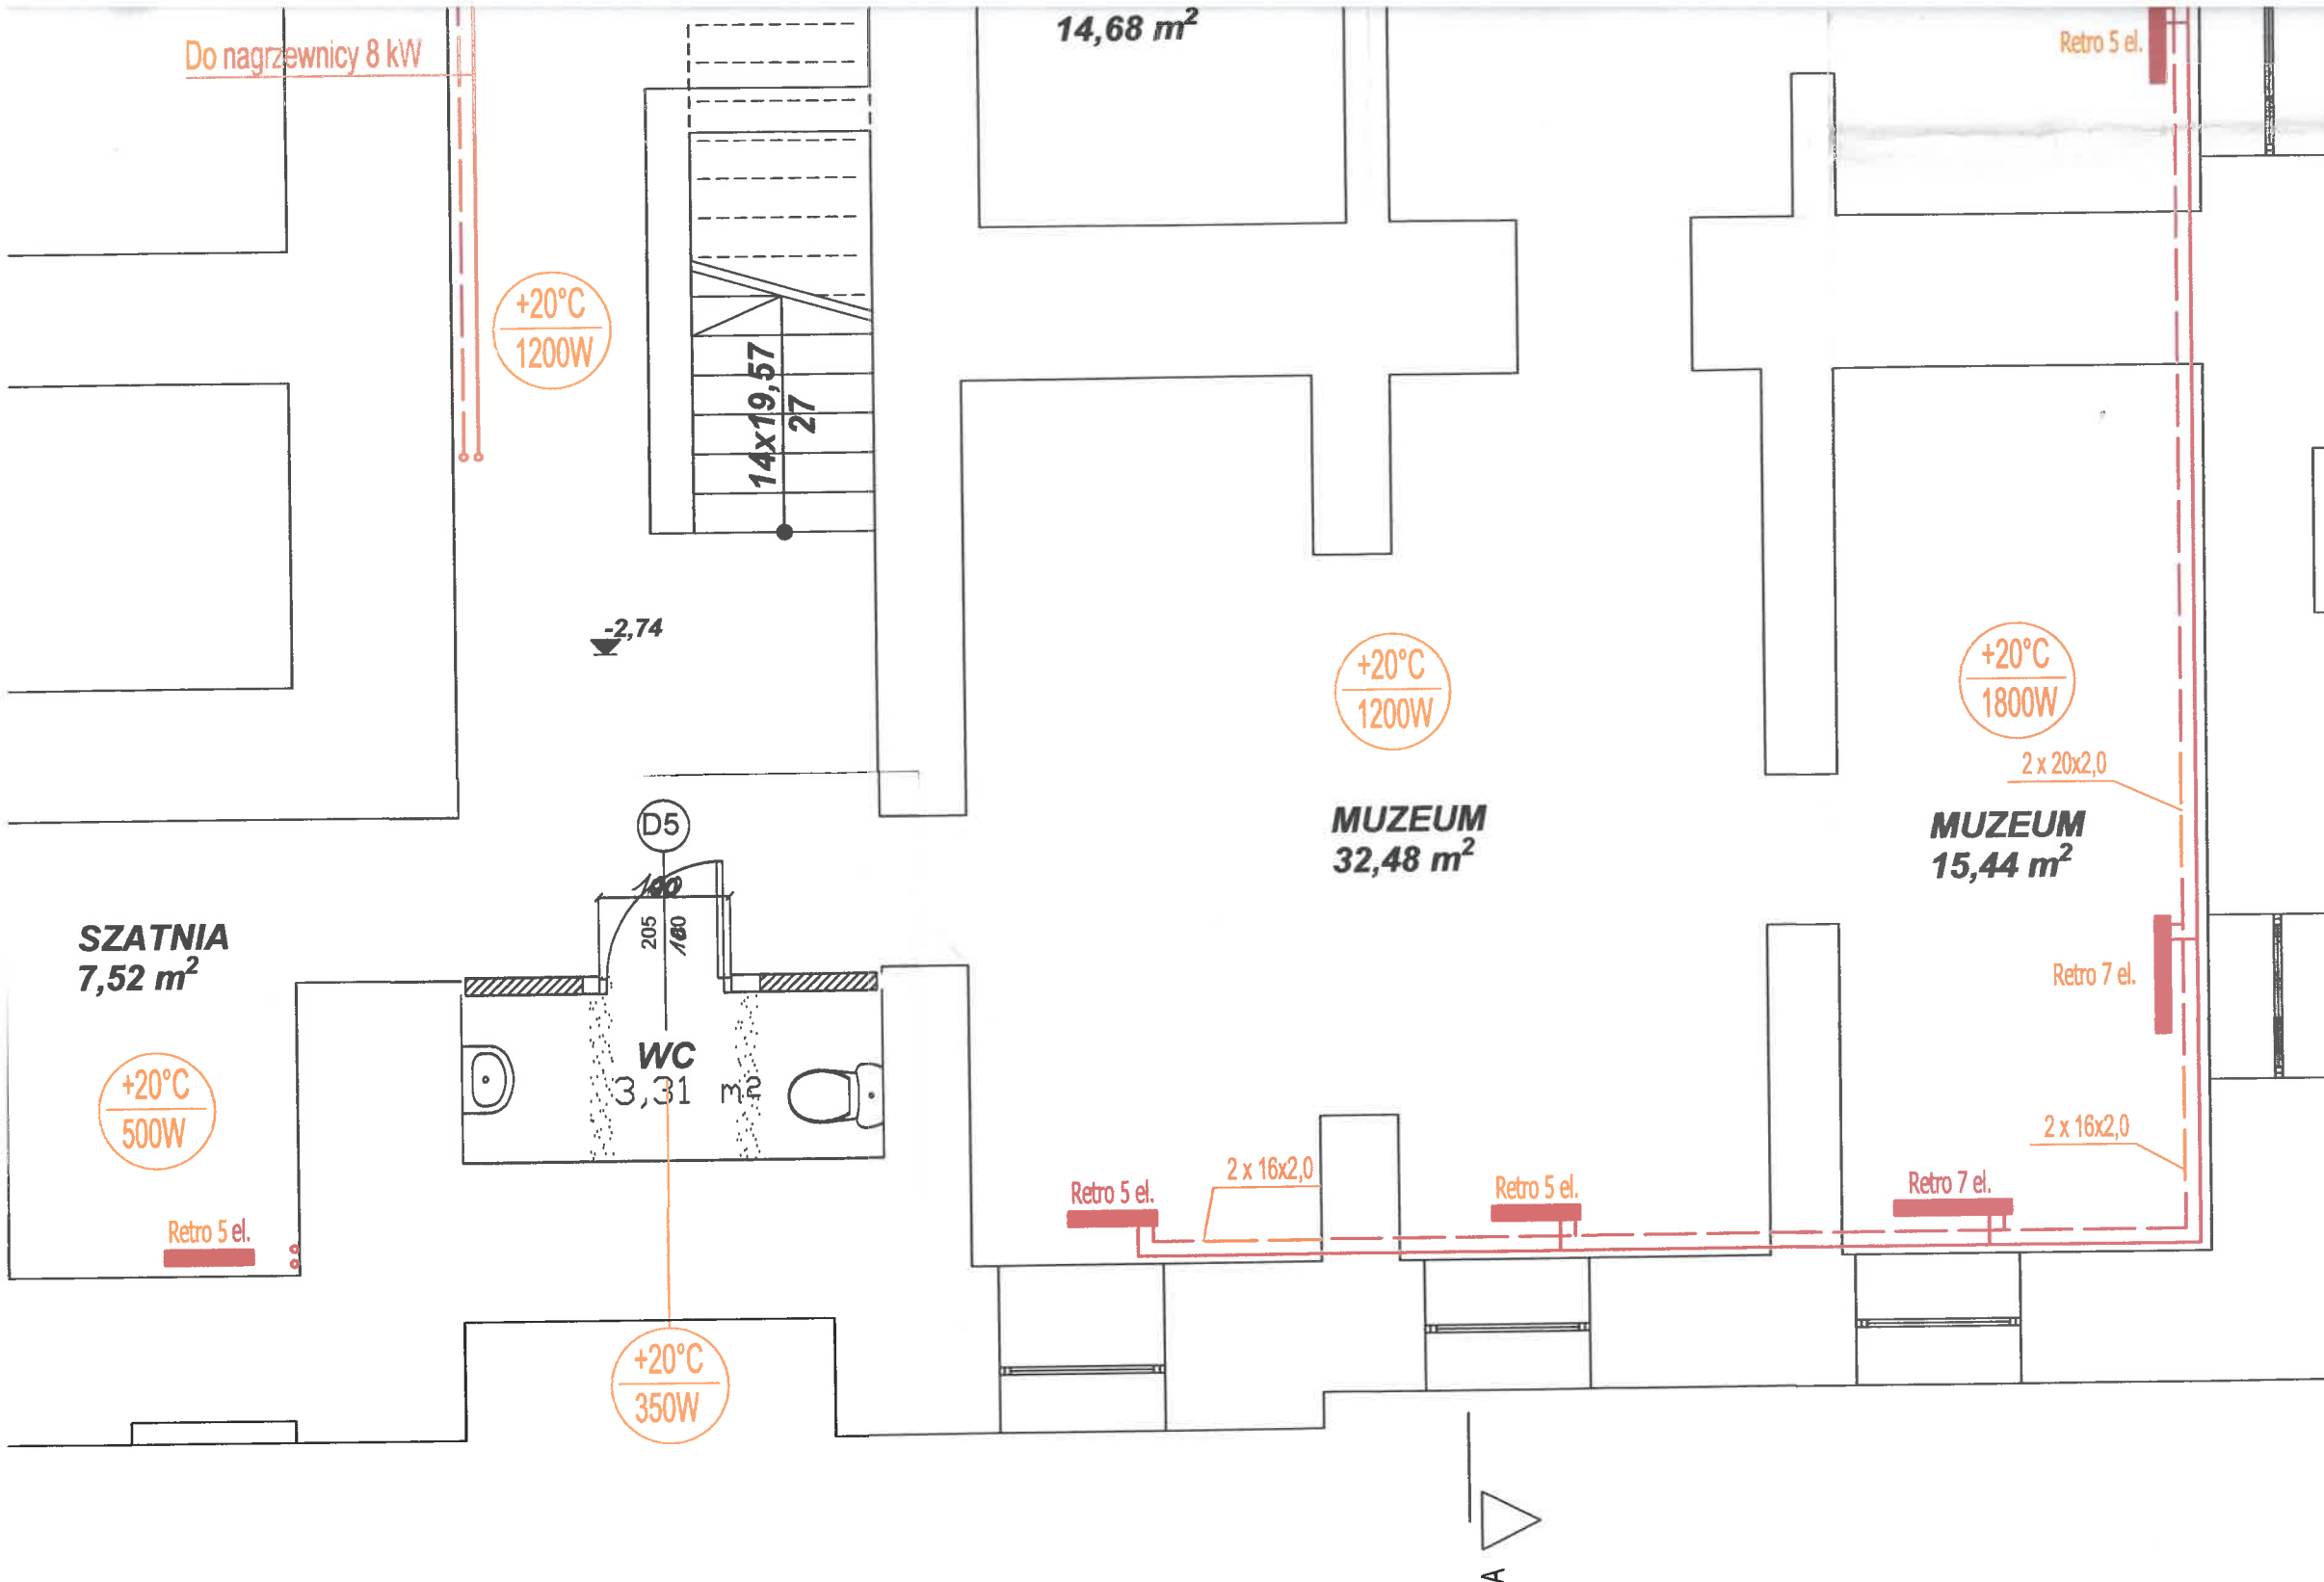 14,68 m²
Do nagrzewnicy 8 kW
Retro 5 el.
+20°C
1200W
14x19,57
27
-2,74
+20°C
1200W
+20°C
1800W
2 x 20x2,0
MUZEUM
32,48 m²
MUZEUM
15,44 m²
D5
205
SZATNIA
7,52 m²
Retro 7 el.
WC
3,31 m2
+20°C
500W
2 x 16x2,0
2 x 16x2,0
Retro 5 el.
Retro 5 el.
Retro 7 el.
Retro 5 el.
+20°C
350W
A